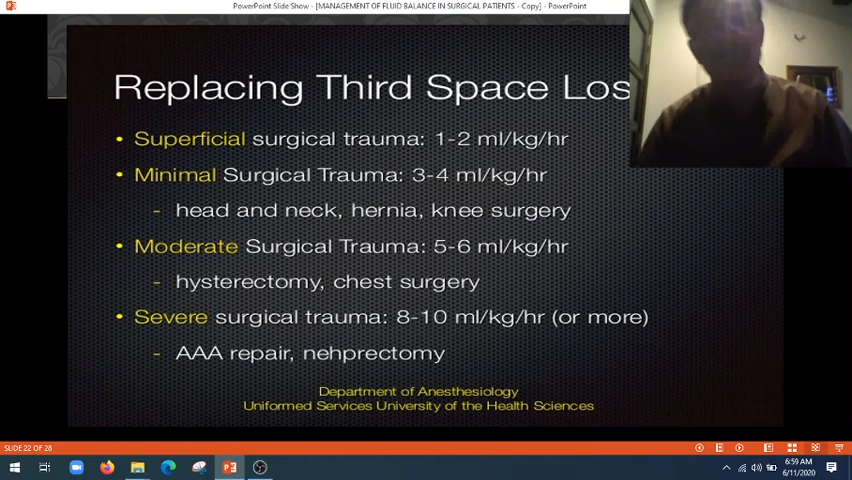 PowerPoint Slide Show - [MANAGEMENT OF FLUID BALANCE IN SURGICAL PATIENTS - Copy] - PowerPoint
Replacing Third Space Los
• Superficial surgical trauma: 1-2 ml/kg/hr
• Minimal Surgical Trauma: 3-4 ml/kg/hr
- head and neck, hernia, knee surgery
• Moderate Surgical Trauma: 5-6 ml/kg/hr
- hysterectomy, chest surgery
• Severe surgical trauma: 8-10 ml/kg/hr (or more)
- AAA repair, nehprectomy
Department of Anesthesiology
Uniformed Services University of the Health Sciences
SLIDE 22 OF 28
6:59 AM
6/11/2020